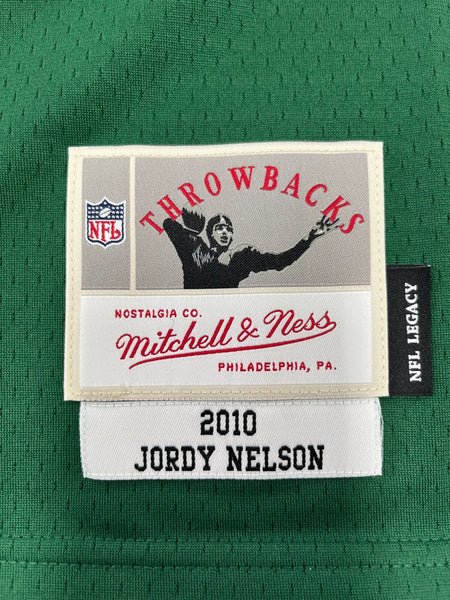 THROWBACKS
NFL
NOSTALGIA CO.
Mitchell & Ness
PHILADELPHIA, PA.
NFL LEGACY
2010
JORDY NELSON